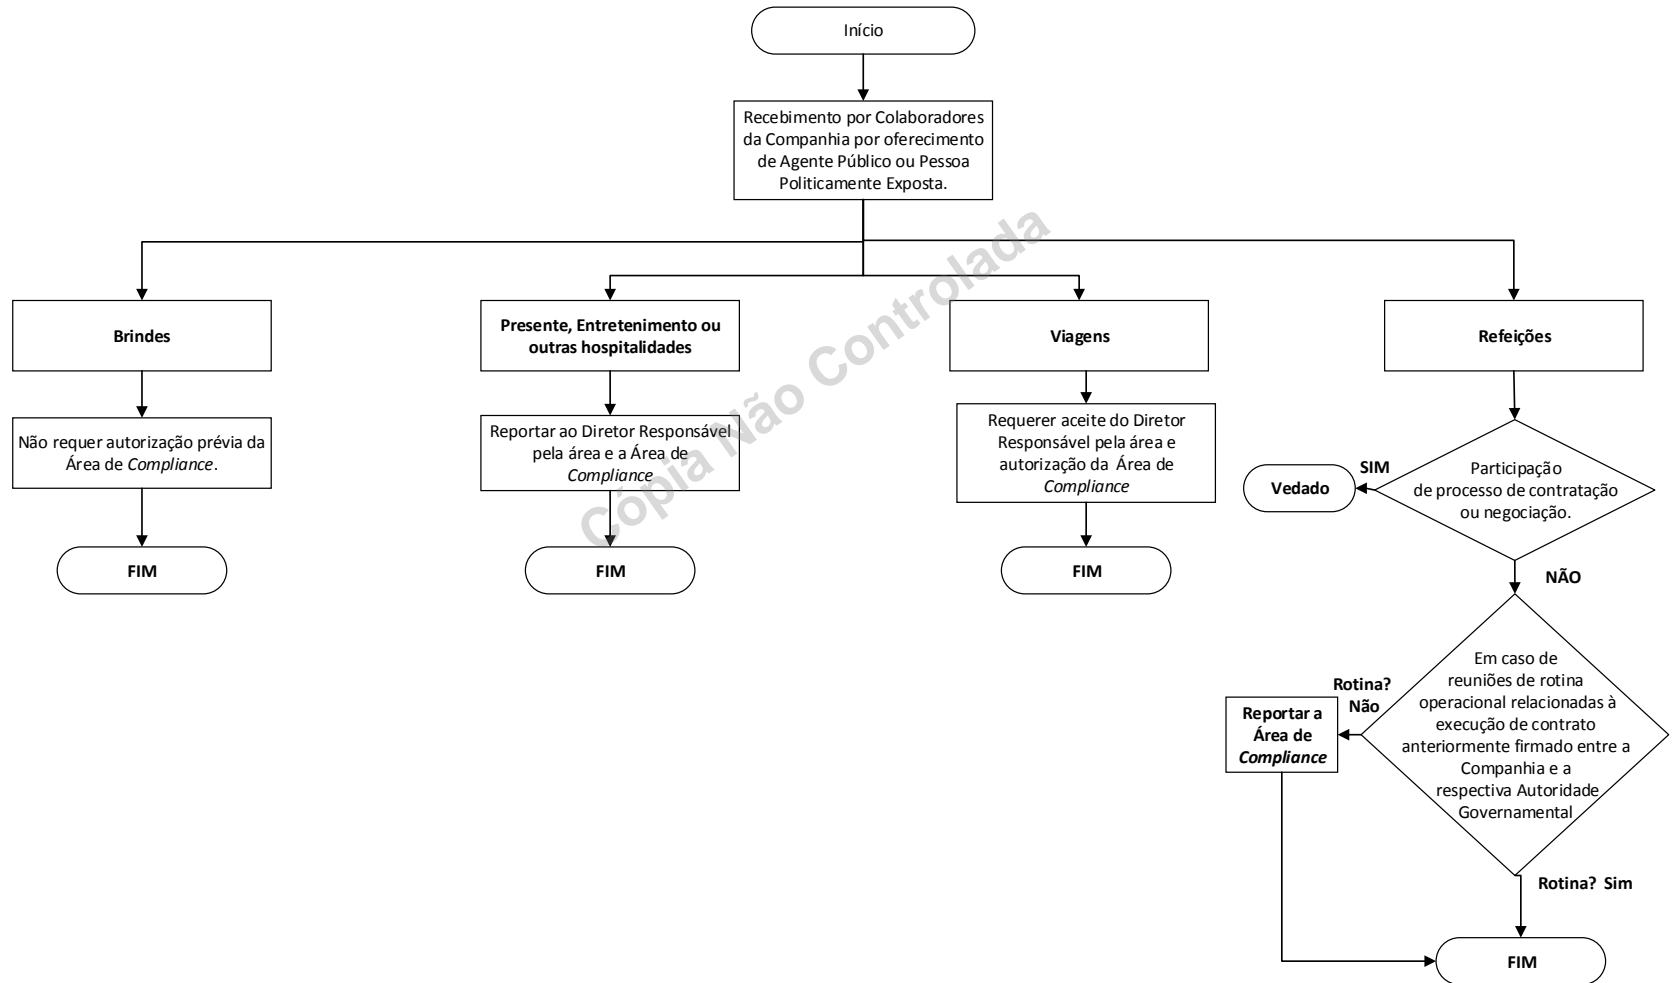 Início
Recebimento por Colaboradores
da Companhia por oferecimento
de Agente Público ou Pessoa
Politicamente Exposta.
Brindes
Presente, Entretenimento ou
outras hospitalidades
Viagens
Refeições
Não requer autorização prévia da
Área de Compliance.
Reportar ao Diretor Responsável
pela área e a Área de
Compliance
Requerer aceite do Diretor
Responsável pela área e
autorização da Área de
Compliance
Participação
de processo de contratação
ou negociação.
SIM
Vedado
NÃO
FIM
FIM
FIM
Em caso de
reuniões de rotina
operacional relacionadas à
execução de contrato
anteriormente firmado entre a
Companhia e a
respectiva Autoridade
Governamental
Rotina?
Não
Reportar a
Área de
Compliance
Rotina? Sim
FIM
Cópia Não Controlada